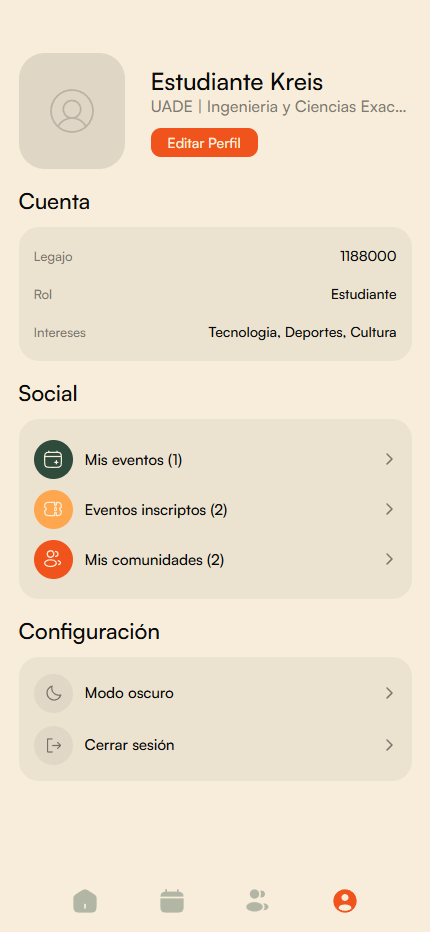 Estudiante Kreis
UADE | Ingenieria y Ciencias Exac...
Editar Perfil
Cuenta
Legajo 1188000
Rol Estudiante
Intereses Tecnologia, Deportes, Cultura
Social
Mis eventos (1)
Eventos inscriptos (2)
Mis comunidades (2)
Configuración
Modo oscuro
Cerrar sesión